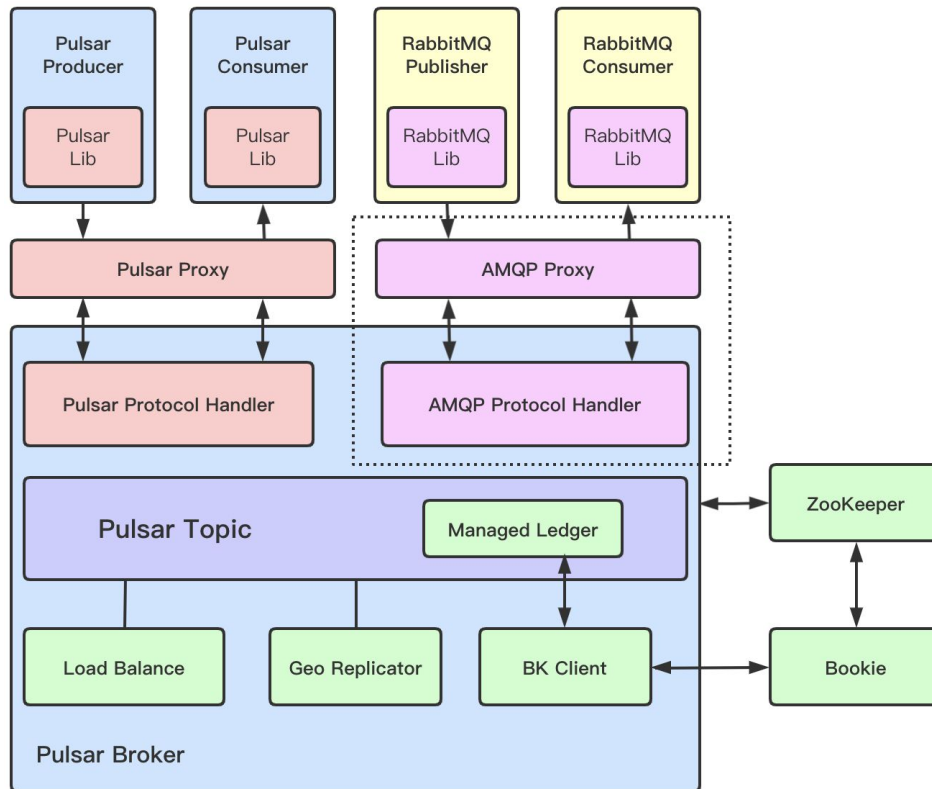 Pulsar
Producer
Pulsar
Lib
Pulsar
Consumer
Pulsar
Lib
RabbitMQ
Publisher
RabbitMQ
Lib
RabbitMQ
Consumer
RabbitMQ
Lib
Pulsar Proxy
AMQP Proxy
Pulsar Protocol Handler
AMQP Protocol Handler
Pulsar Topic
Managed Ledger
ZooKeeper
Load Balance
Geo Replicator
BK Client
Bookie
Pulsar Broker